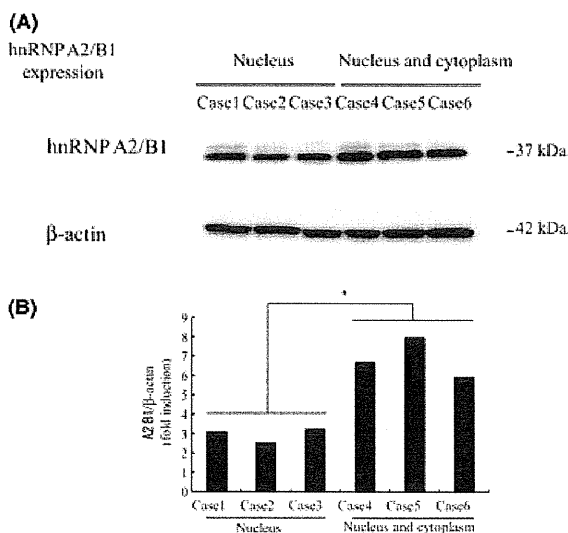 (A)
hnRNP A2/B1
expression
Nucleus
Nucleus and cytoplasm
Case1 Case2 Case3 Case4 Case5 Case6
hnRNP A2/B1
-37 kDa
β-actin
-42 kDa
(B)
*
A2B1/β-actin
(fold induction)
9
8
7
6
5
4
3
2
1
0
Case1 Case2 Case3 Case4 Case5 Case6
Nucleus
Nucleus and cytoplasm